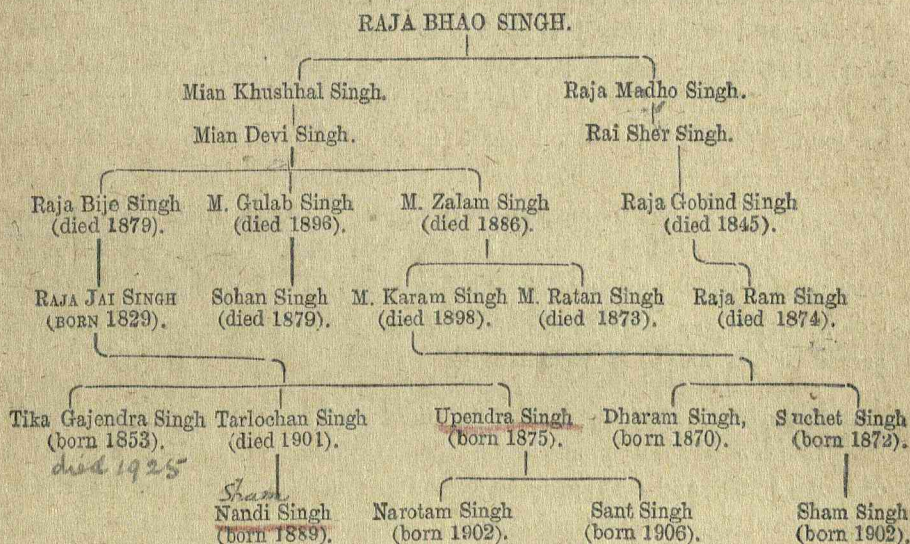 RAJA BHAO SINGH.
Mian Khushhal Singh. Raja Madho Singh.
Mian Devi Singh. Rai Sher Singh.
Raja Bije Singh M. Gulab Singh M. Zalam Singh Raja Gobind Singh
(died 1879). (died 1896). (died 1886). (died 1845).
RAJA JAI SINGH Sohan Singh M. Karam Singh M. Ratan Singh Raja Ram Singh
(BORN 1829). (died 1879). (died 1898). (died 1873). (died 1874).
Tika Gajendra Singh Tarlochan Singh Upendra Singh Dharam Singh, Suchet Singh
(born 1853). (died 1901). (born 1875). (born 1870). (born 1872).
died 1925
Sham
Nandi Singh Narotam Singh Sant Singh Sham Singh
(born 1889). (born 1902). (born 1906). (born 1902).